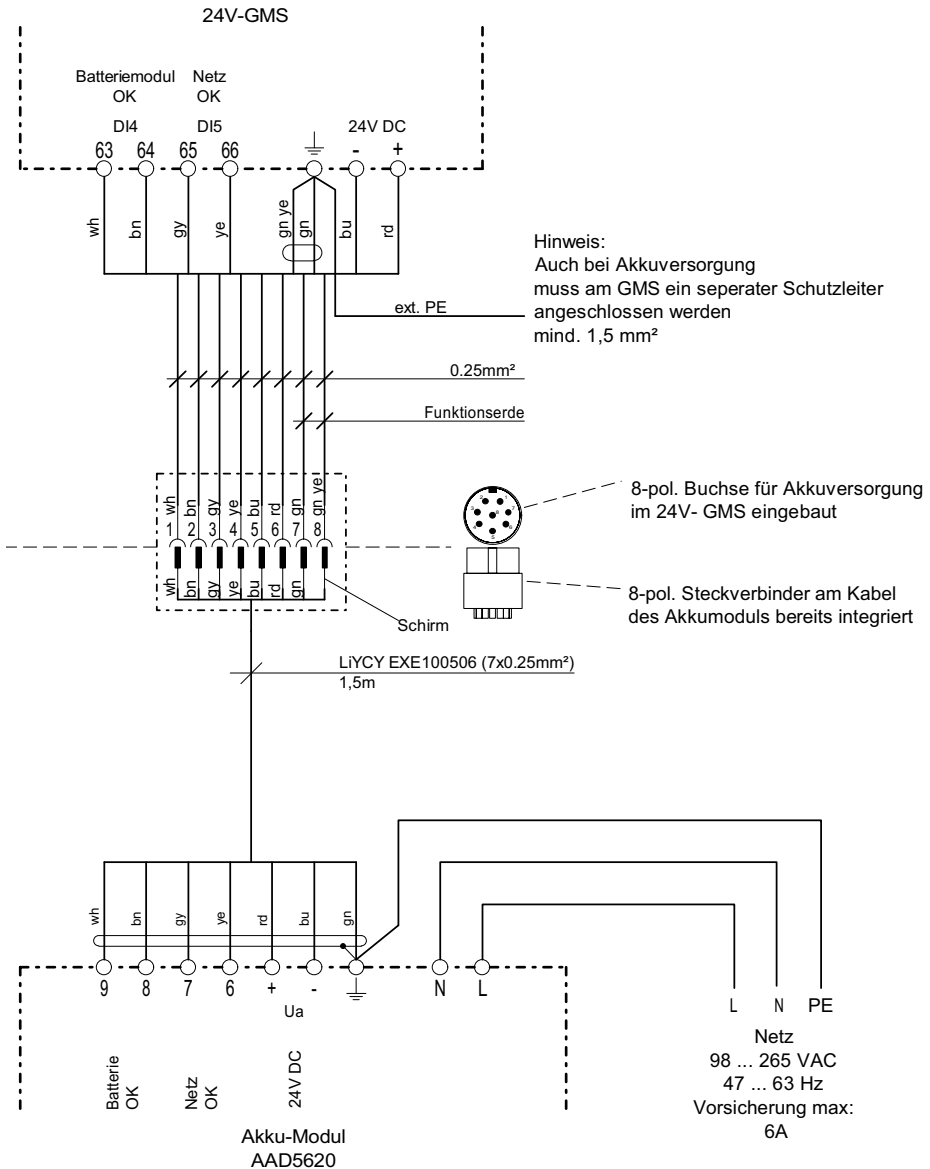 24V-GMS
Batteriemodul
OK
Netz
OK
DI4
DI5
24V DC
63 64 65 66 - +
wh bn gy ye gn ye gn bu rd
Hinweis:
Auch bei Akkuversorgung
muss am GMS ein seperater Schutzleiter
angeschlossen werden
mind. 1,5 mm²
ext. PE
0.25mm²
Funktionserde
wh bn gy ye bu rd gn gn ye
1 2 3 4 5 6 7 8
wh bn gy ye bu rd gn
8-pol. Buchse für Akkuversorgung
im 24V- GMS eingebaut
8-pol. Steckverbinder am Kabel
des Akkumoduls bereits integriert
Schirm
LiYCY EXE100506 (7x0.25mm²)
1,5m
wh bn gy ye rd bu gn
9 8 7 6 + - N L
Ua
Batterie
OK
Netz
OK
24V DC
Akku-Modul
AAD5620
L N PE
Netz
98 ... 265 VAC
47 ... 63 Hz
Vorsicherung max:
6A